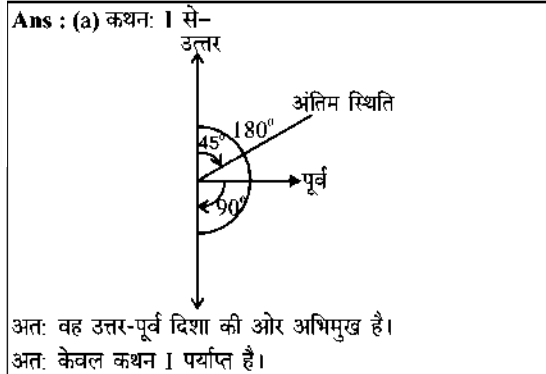 Ans : (a) कथन: I से–
उत्तर
अंतिम स्थिति
180°
45°
पूर्व
90°
अत: वह उत्तर-पूर्व दिशा की ओर अभिमुख है।
अत: केवल कथन I पर्याप्त है।